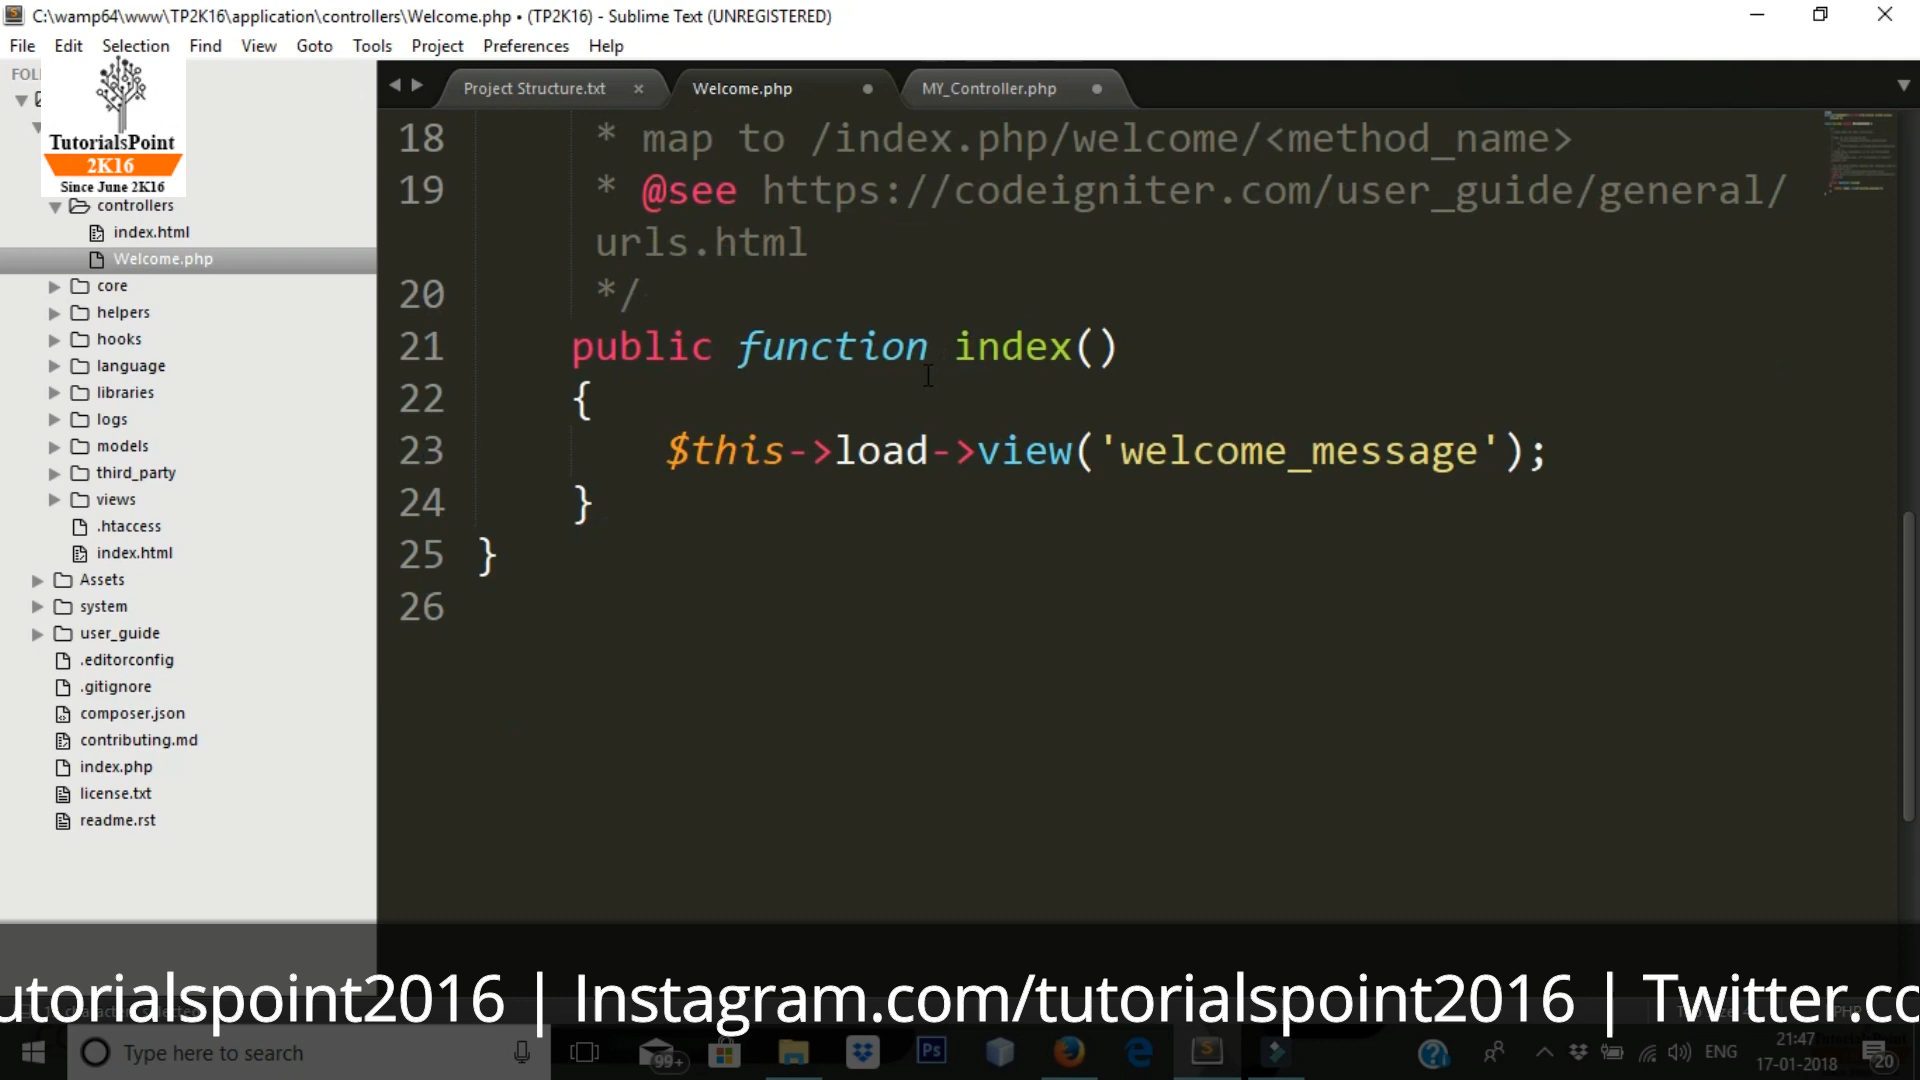 C:\wamp64\www\TP2K16\application\controllers\Welcome.php • (TP2K16) - Sublime Text (UNREGISTERED)
File Edit Selection Find View Goto Tools Project Preferences Help
TutorialsPoint
2K16
Since June 2K16
controllers
index.html
Welcome.php
core
helpers
hooks
language
libraries
logs
models
third_party
views
.htaccess
index.html
Assets
system
user_guide
.editorconfig
.gitignore
composer.json
contributing.md
index.php
license.txt
readme.rst
Project Structure.txt × Welcome.php MY_Controller.php
18 * map to /index.php/welcome/<method_name>
19 * @see https://codeigniter.com/user_guide/general/
urls.html
20 */
21 public function index()
22 {
23 $this->load->view('welcome_message');
24 }
25 }
26
utorialspoint2016 | Instagram.com/tutorialspoint2016 | Twitter.co
Type here to search
99+
Ps
ENG
21:47
17-01-2018
20